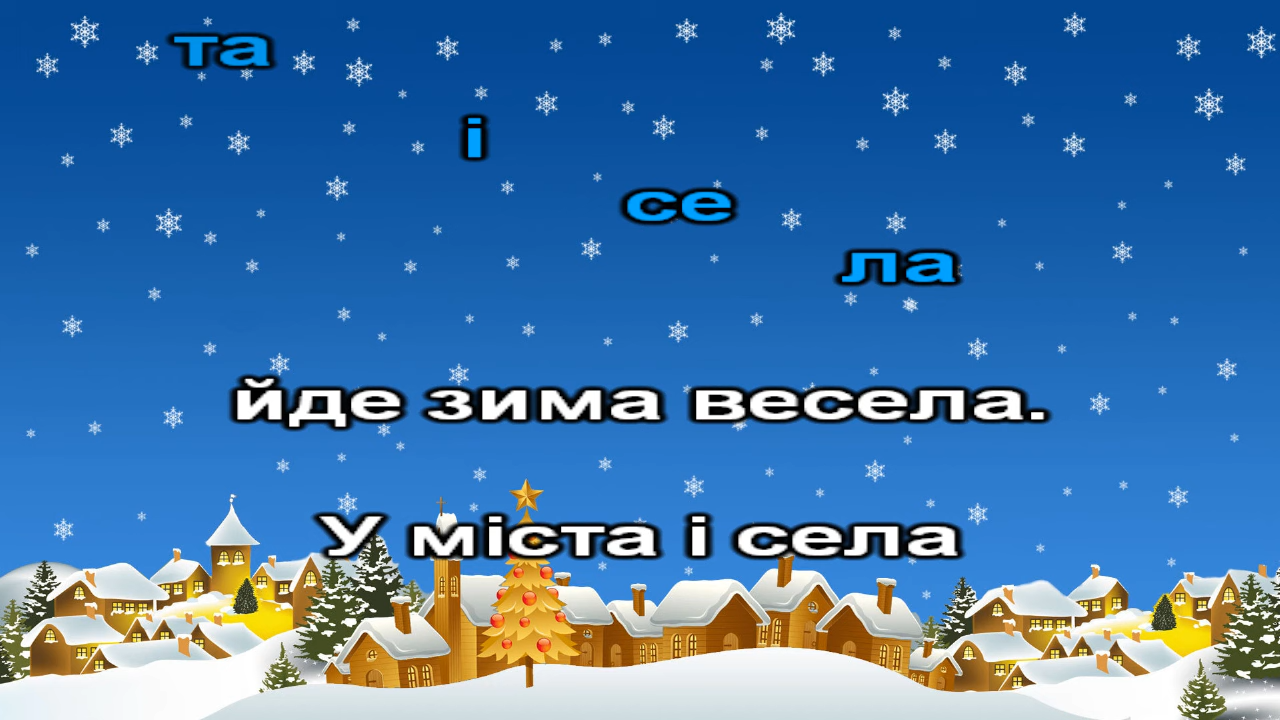 та
і
се
ла
йде зима весела.
У міста і села